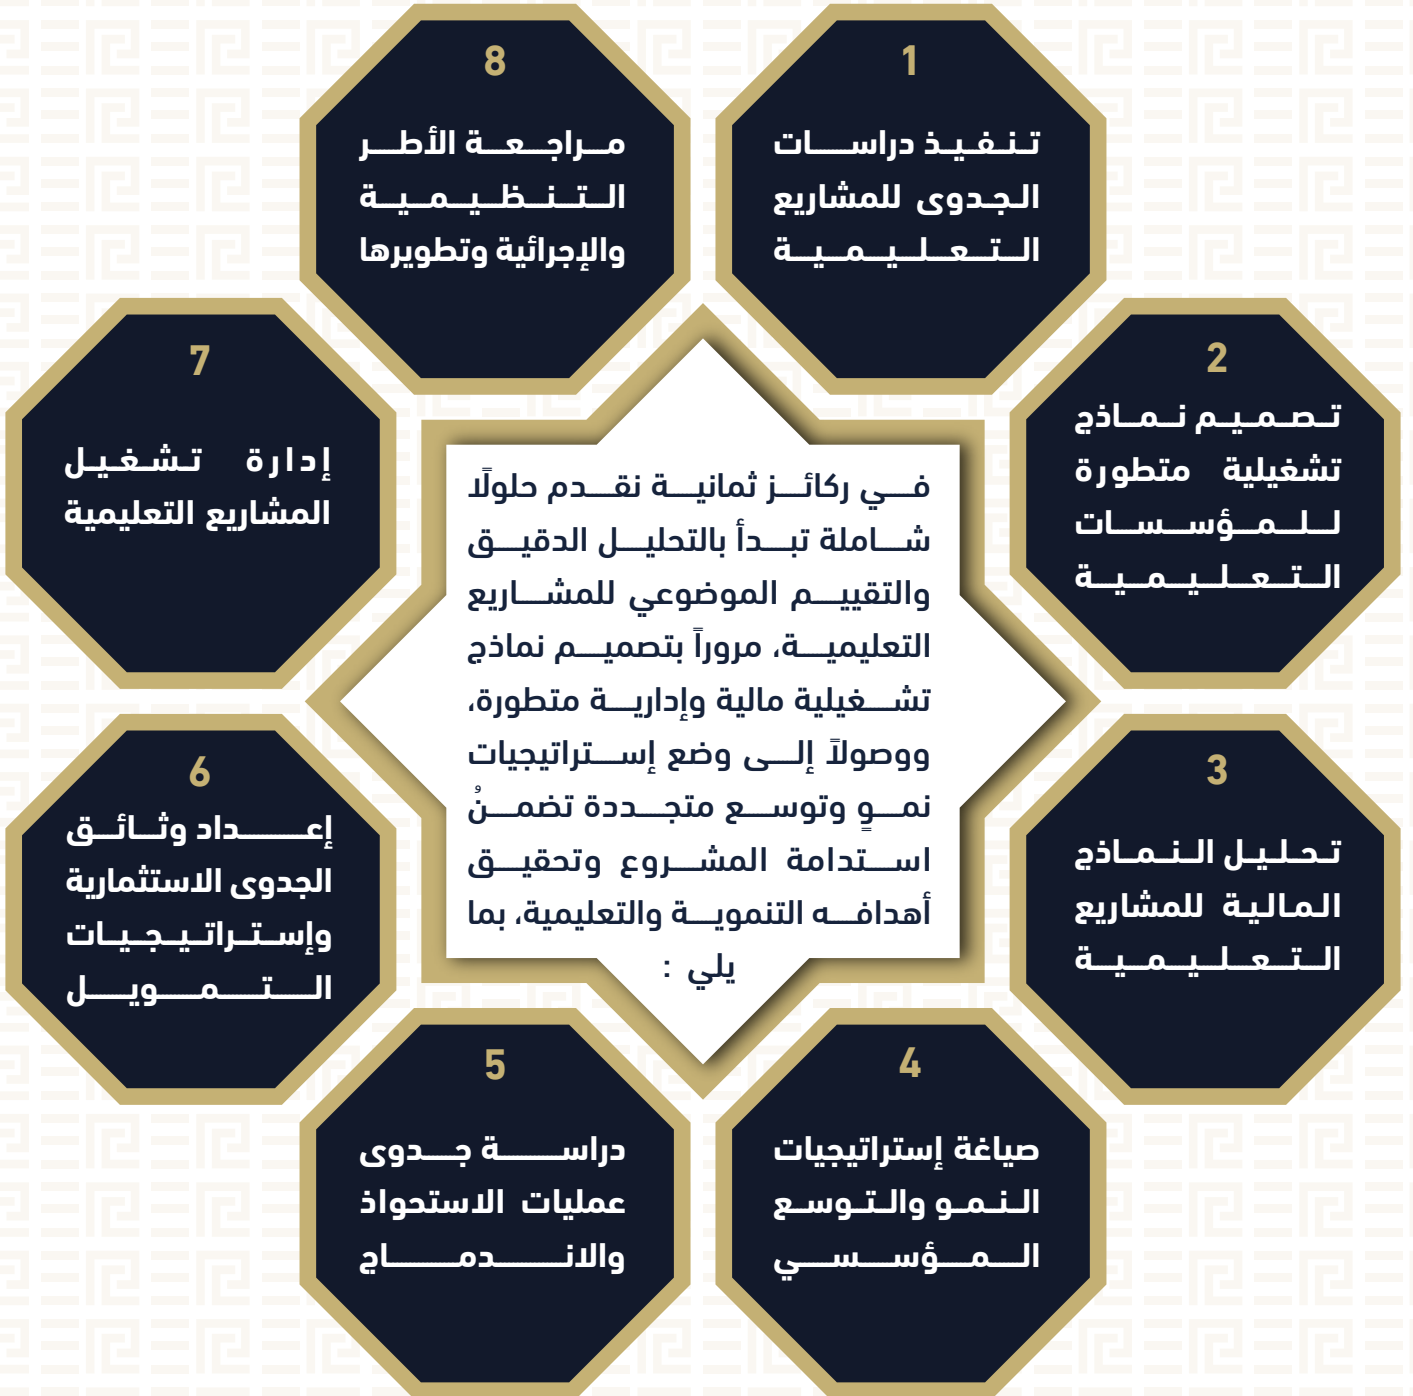 في ركائز ثمانية نقدم حلولًا
شاملة تبدأ بالتحليل الدقيق
والتقييم الموضوعي للمشاريع
التعليمية، مروراً بتصميم نماذج
تشغيلية مالية وإدارية متطورة،
ووصولاً إلى وضع إستراتيجيات
نموٍ وتوسع متجددة تضمنُ
استدامة المشروع وتحقيق
أهدافه التنموية والتعليمية، بما
يلي :
1
تنفيذ دراسات
الجدوى للمشاريع
التعليمية
2
تصميم نماذج
تشغيلية متطورة
للمؤسسات
التعليمية
3
تحليل النماذج
المالية للمشاريع
التعليمية
4
صياغة إستراتيجيات
النمو والتوسع
المؤسسي
5
دراسة جدوى
عمليات الاستحواذ
والاندماج
6
إعداد وثائق
الجدوى الاستثمارية
وإستراتيجيات
التمويل
7
إدارة تشغيل
المشاريع التعليمية
8
مراجعة الأطر
التنظيمية
والإجرائية وتطويرها